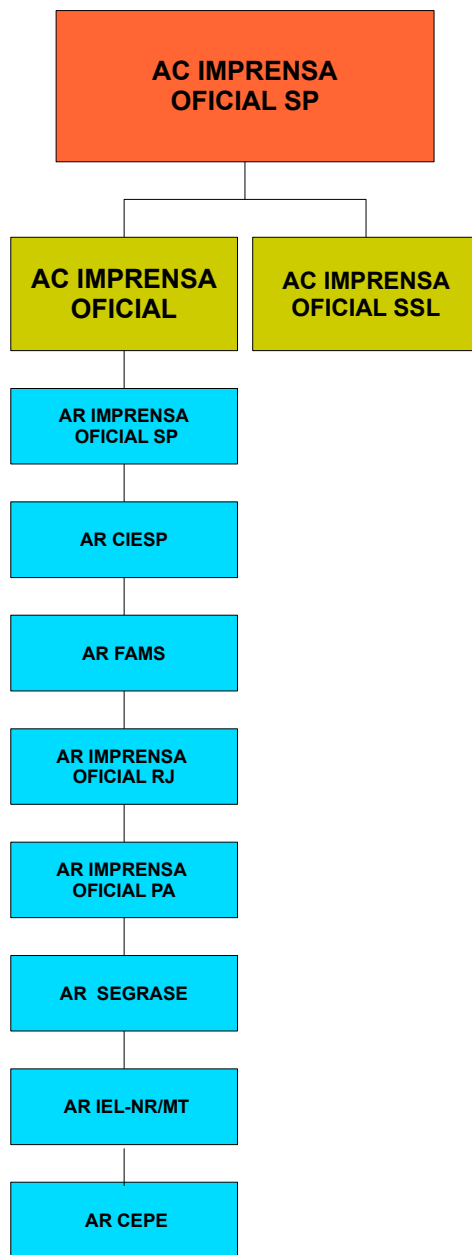 AC IMPRENSA
OFICIAL SP
AC IMPRENSA
OFICIAL
AC IMPRENSA
OFICIAL SSL
AR IMPRENSA
OFICIAL SP
AR CIESP
AR FAMS
AR IMPRENSA
OFICIAL RJ
AR IMPRENSA
OFICIAL PA
AR  SEGRASE
AR IEL-NR/MT
AR CEPE